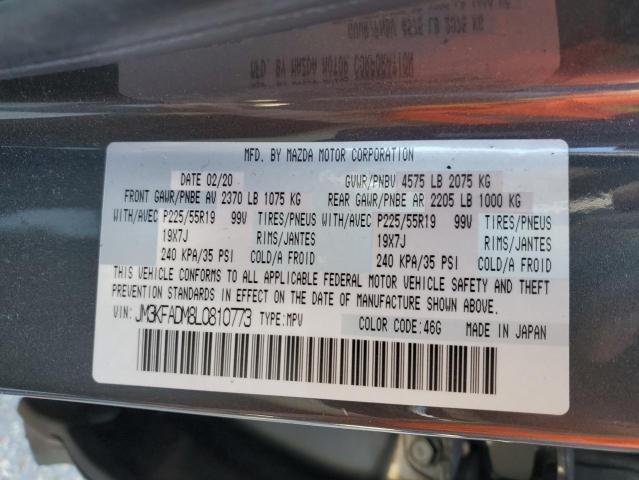 MFD. BY MAZDA MOTOR CORPORATION
DATE 02/20 GVWR/PNBV 4575 LB 2075 KG
FRONT GAWR/PNBE AV 2370 LB 1075 KG REAR GAWR/PNBE AR 2205 LB 1000 KG
WITH/AVEC P225/55R19 99V TIRES/PNEUS WITH/AVEC P225/55R19 99V TIRES/PNEUS
19X7J RIMS/JANTES 19X7J RIMS/JANTES
240 KPA/35 PSI COLD/A FROID 240 KPA/35 PSI COLD/A FROID
THIS VEHICLE CONFORMS TO ALL APPLICABLE FEDERAL MOTOR VEHICLE SAFETY AND THEFT
PREVENTION STANDARDS IN EFFECT ON THE DATE OF MANUFACTURE SHOWN ABOVE.
VIN: JM3KFADM8L0810773 TYPE:MPV COLOR CODE:46G MADE IN JAPAN